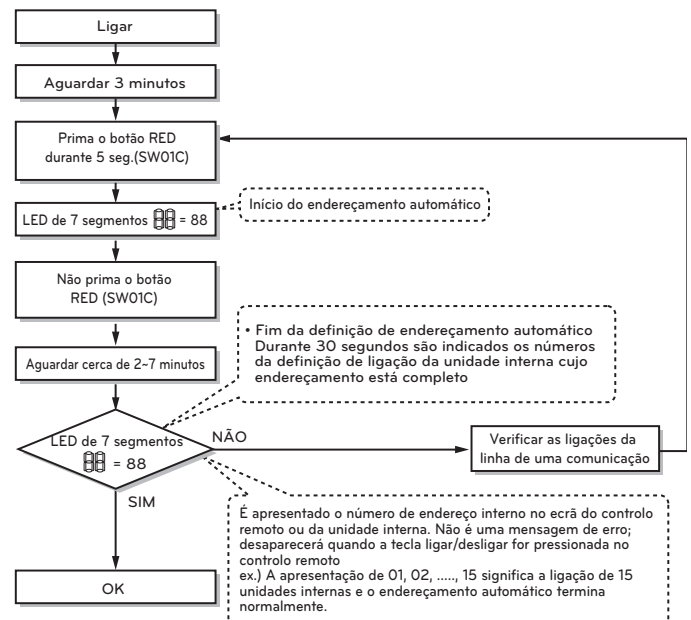 Ligar
Aguardar 3 minutos
Prima o botão RED
durante 5 seg.(SW01C)
LED de 7 segmentos 88 = 88
Início do endereçamento automático
Não prima o botão
RED (SW01C)
• Fim da definição de endereçamento automático
Durante 30 segundos são indicados os números
da definição de ligação da unidade interna cujo
endereçamento está completo
Aguardar cerca de 2~7 minutos
LED de 7 segmentos
88 = 88
NÃO
Verificar as ligações da
linha de uma comunicação
SIM
É apresentado o número de endereço interno no ecrã do controlo
remoto ou da unidade interna. Não é uma mensagem de erro;
desaparecerá quando a tecla ligar/desligar for pressionada no
controlo remoto
ex.) A apresentação de 01, 02, ....., 15 significa a ligação de 15
unidades internas e o endereçamento automático termina
normalmente.
OK